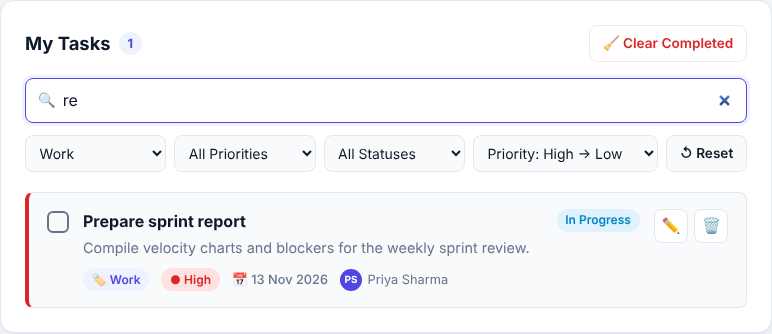 My Tasks 1 🧹 Clear Completed
🔍 re ✖
Work All Priorities All Statuses Priority: High → Low ↺ Reset
Prepare sprint report In Progress ✏️ 🗑️
Compile velocity charts and blockers for the weekly sprint review.
🏷️ Work ● High 📅 13 Nov 2026 PS Priya Sharma